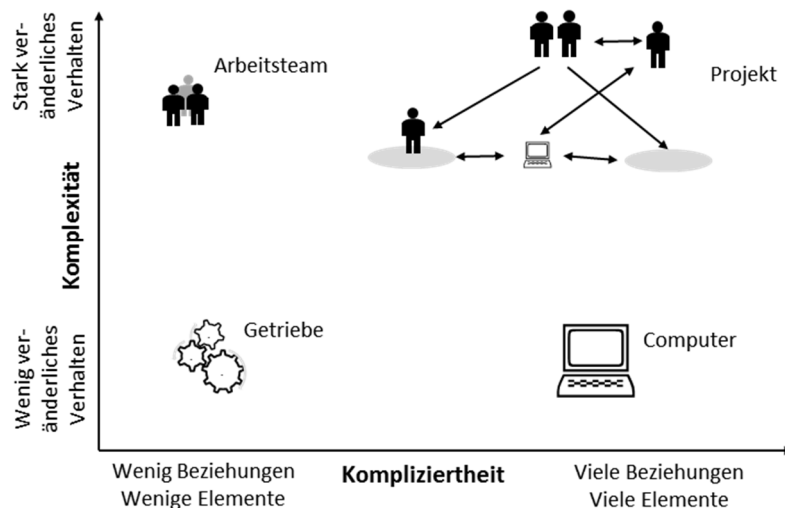 Stark ver-
änderliches
Verhalten
Arbeitsteam
Projekt
Komplexität
Getriebe
Computer
Wenig ver-
änderliches
Verhalten
Wenig Beziehungen
Wenige Elemente
Kompliziertheit
Viele Beziehungen
Viele Elemente